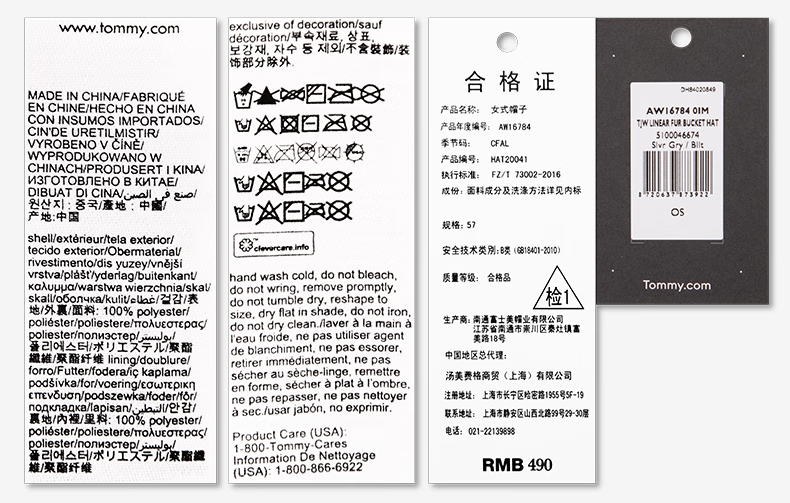 www.tommy.com
MADE IN CHINA/FABRIQUÉ
EN CHINE/HECHO EN CHINA
CON INSUMOS IMPORTADOS/
CIN'DE URETILMISTIR/
VYROBENO V ČÍNĚ/
WYPRODUKOWANO W
CHINACH/PRODUSERT I KINA/
ИЗГОТОВЛЕНО В КИТАЕ/
DIBUAT DI CINA/صنع في الصين/
원산지 : 중국/產地 : 中國/
产地:中国
shell/extérieur/tela exterior/
tecido exterior/Obermaterial/
rivestimento/dis yuzey/vnější
vrstva/plášť/yderlag/buitenkant/
καλυμμα/warstwa wierzchnia/skal/
skall/оболочка/kulit/غطاء/겉감/表
地/外裏/面料: 100% polyester/
poliéster/poliestere/πολυεστερας/
poliester/полиэстер/بوليستر/
폴리에스터/ポリエステル/聚酯
纖維/聚酯纤维 lining/doublure/
forro/Futter/fodera/iç kaplama/
podšívka/for/voering/εσωτερικη
επενδυση/podszewka/foder/fôr/
подкладка/lapisan/التبطين/안감/
裏地/內裡/里料: 100% polyester/
poliéster/poliestere/πολυεστερας/
poliester/полиэстер/بوليستر/
폴리에스터/ポリエステル/聚酯纖
維/聚酯纤维
exclusive of decoration/sauf
décoration/부속재료, 상표,
보강재, 자수 등 제외/不含裝飾/装
饰部分除外.
clevercare.info
hand wash cold, do not bleach,
do not wring, remove promptly,
do not tumble dry, reshape to
size, dry flat in shade, do not iron,
do not dry clean./laver à la main à
l'eau froide, ne pas utiliser agent
de blanchiment, ne pas essorer,
retirer immédiatement, ne pas
sécher au sèche-linge, remettre
en forme, sécher à plat à l'ombre,
ne pas repasser, ne pas nettoyer
à sec./usar jabón, no exprimir.
Product Care (USA):
1-800-Tommy-Cares
Information De Nettoyage
(USA): 1-800-866-6922
合格证
产品名称: 女式帽子
产品年度编号: AW16784
季节码: CFAL
产品编号: HAT20041
执行标准: FZ/T 73002-2016
成份: 面料成分及洗涤方法详见内标
规格: 57
安全技术类别: B类 (GB18401-2010)
质量等级: 合格品
检1
生产商: 南通富士美帽业有限公司
江苏省南通市崇川区秦灶镇富
美路18号
中国地区总代理:
汤美费格商贸（上海）有限公司
注册地址: 上海市长宁区哈密路1955号5F-19
联系地址: 上海市静安区山西北路99号29-30层
电话: 021-22139898
RMB 490
DH84020849
AW16784 01M
T/W LINEAR FUR BUCKET HAT
5100046674
Slvr Gry / Bllt
8 720637 873922
OS
Tommy.com